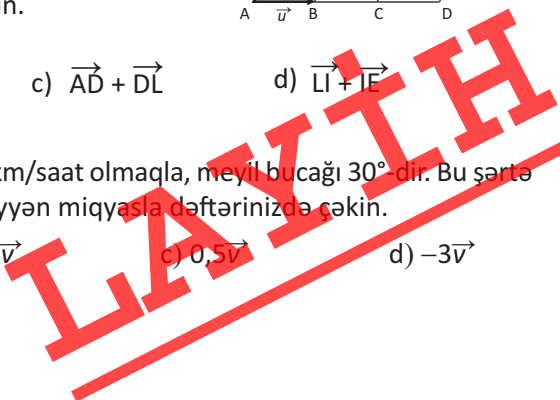 in.
A u⃗ B C D
c) AD⃗ + DL⃗ d) LI⃗ + IE⃗
km/saat olmaqla, meyil bucağı 30°-dir. Bu şərtə
yyən miqyasla dəftərinizdə çəkin.
v⃗ c) 0,5v⃗ d) –3v⃗
LAYİH